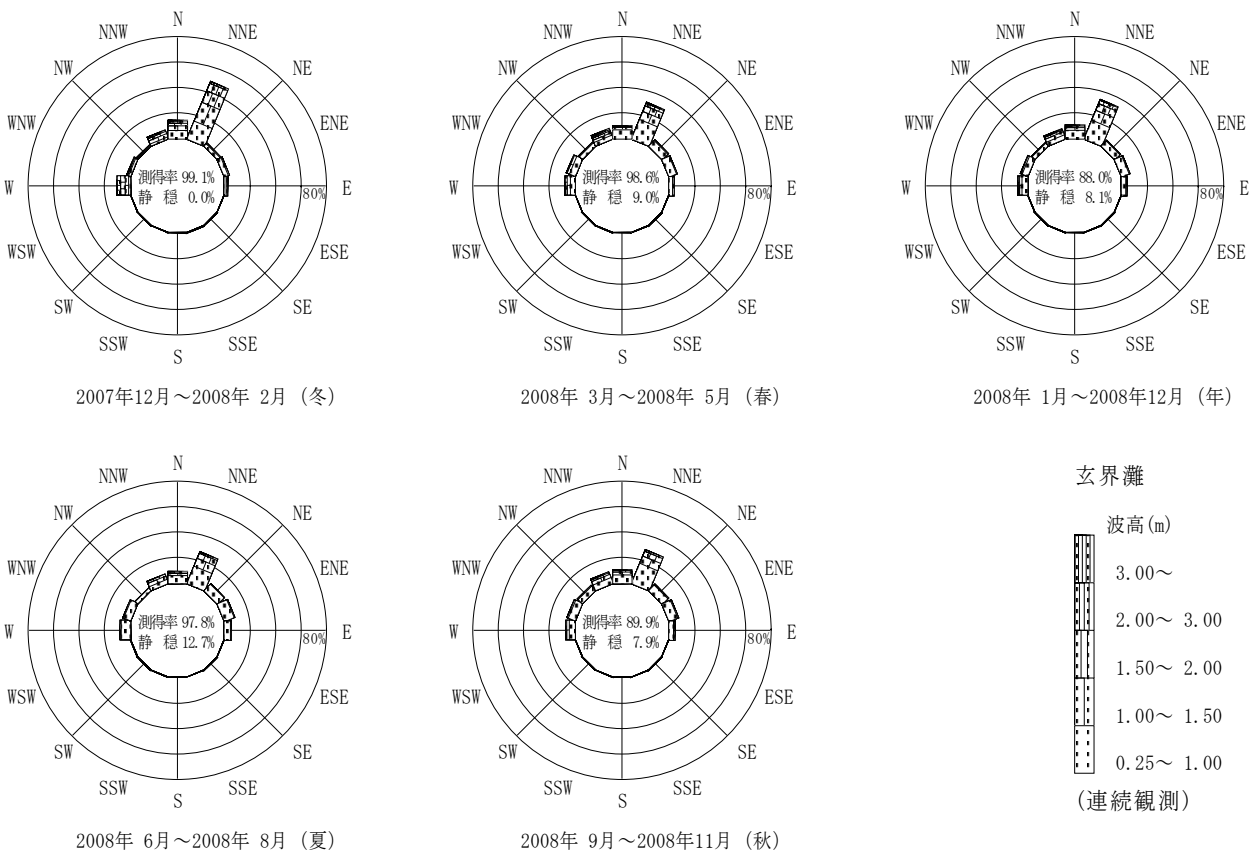 N
NNW NNE
NW NE
WNW ENE
測得率 99.1%
静 穏 0.0%
W 80% E
WSW ESE
SW SE
SSW SSE
S
2007年12月～2008年 2月 (冬)
N
NNW NNE
NW NE
WNW ENE
測得率 98.6%
静 穏 9.0%
W 80% E
WSW ESE
SW SE
SSW SSE
S
2008年 3月～2008年 5月 (春)
N
NNW NNE
NW NE
WNW ENE
測得率 88.0%
静 穏 8.1%
W 80% E
WSW ESE
SW SE
SSW SSE
S
2008年 1月～2008年12月 (年)
N
NNW NNE
NW NE
WNW ENE
測得率 97.8%
静 穏 12.7%
W 80% E
WSW ESE
SW SE
SSW SSE
S
2008年 6月～2008年 8月 (夏)
N
NNW NNE
NW NE
WNW ENE
測得率 89.9%
静 穏 7.9%
W 80% E
WSW ESE
SW SE
SSW SSE
S
2008年 9月～2008年11月 (秋)
玄界灘
波高(m)
3.00～
2.00～ 3.00
1.50～ 2.00
1.00～ 1.50
0.25～ 1.00
(連続観測)